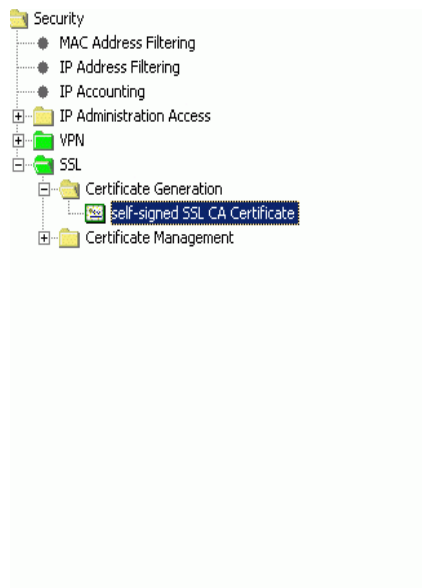 Security
MAC Address Filtering
IP Address Filtering
IP Accounting
IP Administration Access
VPN
SSL
Certificate Generation
self-signed SSL CA Certificate
Certificate Management